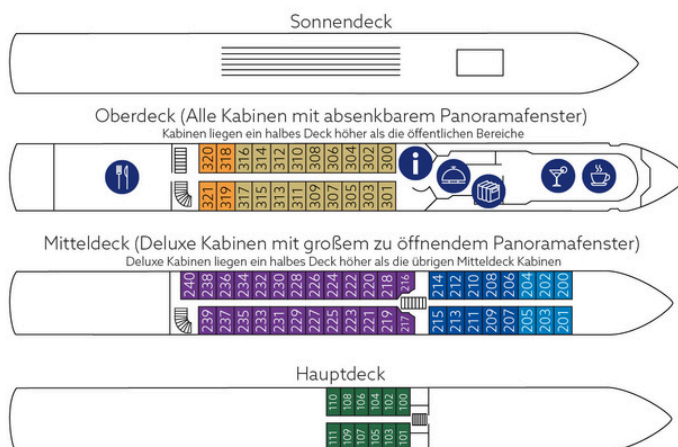 Sonnendeck
Oberdeck (Alle Kabinen mit absenkbarem Panoramafenster)
Kabinen liegen ein halbes Deck höher als die öffentlichen Bereiche
320 318 316 314 312 310 308 306 304 302 300
i
321 319 317 315 313 311 309 307 305 303 301
Mitteldeck (Deluxe Kabinen mit großem zu öffnendem Panoramafenster)
Deluxe Kabinen liegen ein halbes Deck höher als die übrigen Mitteldeck Kabinen
240 238 236 234 232 230 228 226 224 222 220 218 216 214 212 210 208 206 204 202 200
239 237 235 233 231 229 227 225 223 221 219 217 215 213 211 209 207 205 203 201
Hauptdeck
110 108 106 104 102 100
111 109 107 105 103 101